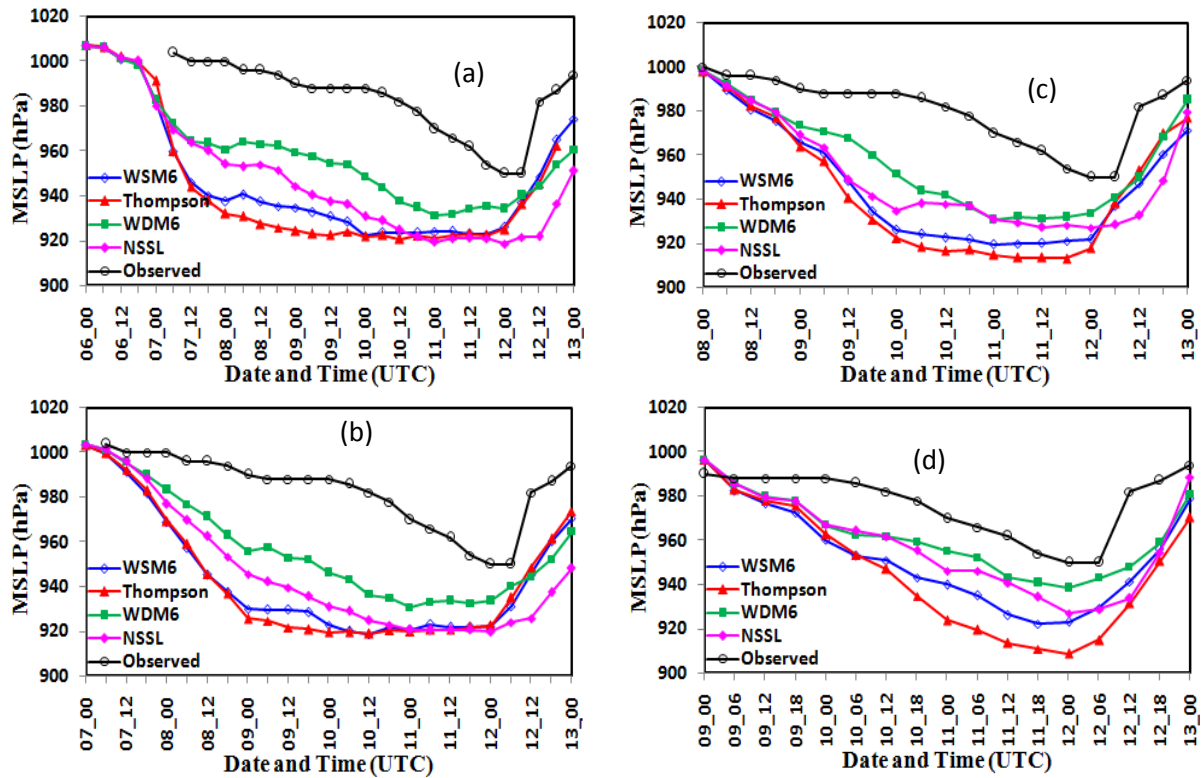 (a)
MSLP (hPa)
1020
1000
980
960
940
920
900
WSM6
Thompson
WDM6
NSSL
Observed
06_00
06_12
07_00
07_12
08_00
08_12
09_00
09_12
10_00
10_12
11_00
11_12
12_00
12_12
13_00
Date and Time (UTC)
(c)
MSLP (hPa)
1020
1000
980
960
940
920
900
WSM6
Thompson
WDM6
NSSL
Observed
08_00
08_12
09_00
09_12
10_00
10_12
11_00
11_12
12_00
12_12
13_00
Date and Time (UTC)
(b)
MSLP (hPa)
1020
1000
980
960
940
920
900
WSM6
Thompson
WDM6
NSSL
Observed
07_00
07_12
08_00
08_12
09_00
09_12
10_00
10_12
11_00
11_12
12_00
12_12
13_00
Date and Time (UTC)
(d)
MSLP (hPa)
1020
1000
980
960
940
920
900
WSM6
Thompson
WDM6
NSSL
Observed
09_00
09_06
09_12
09_18
10_00
10_06
10_12
10_18
11_00
11_06
11_12
11_18
12_00
12_06
12_12
12_18
13_00
Date and Time (UTC)